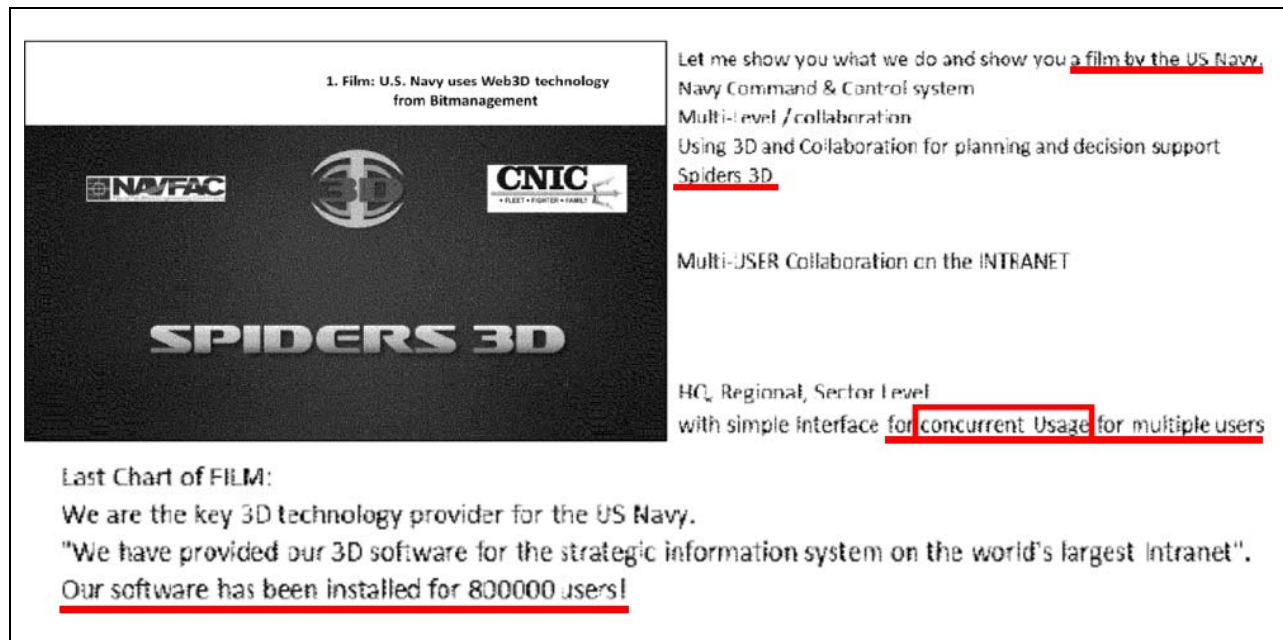 1. Film: U.S. Navy uses Web3D technology
from Bitmanagement
NAVFAC
3D
CNIC
• FLEET • FIGHTER • FAMILY
SPIDERS 3D
Let me show you what we do and show you a film by the US Navy.
Navy Command & Control system
Multi-Level / collaboration
Using 3D and Collaboration for planning and decision support
Spiders 3D
Multi-USER Collaboration on the INTRANET
HQ, Regional, Sector Level
with simple interface for concurrent Usage for multiple users
Last Chart of FILM:
We are the key 3D technology provider for the US Navy.
"We have provided our 3D software for the strategic information system on the world's largest Intranet".
Our software has been installed for 800000 users!